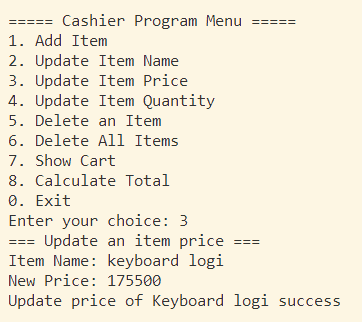 ===== Cashier Program Menu =====
1. Add Item
2. Update Item Name
3. Update Item Price
4. Update Item Quantity
5. Delete an Item
6. Delete All Items
7. Show Cart
8. Calculate Total
0. Exit
Enter your choice: 3
=== Update an item price ===
Item Name: keyboard logi
New Price: 175500
Update price of Keyboard logi success